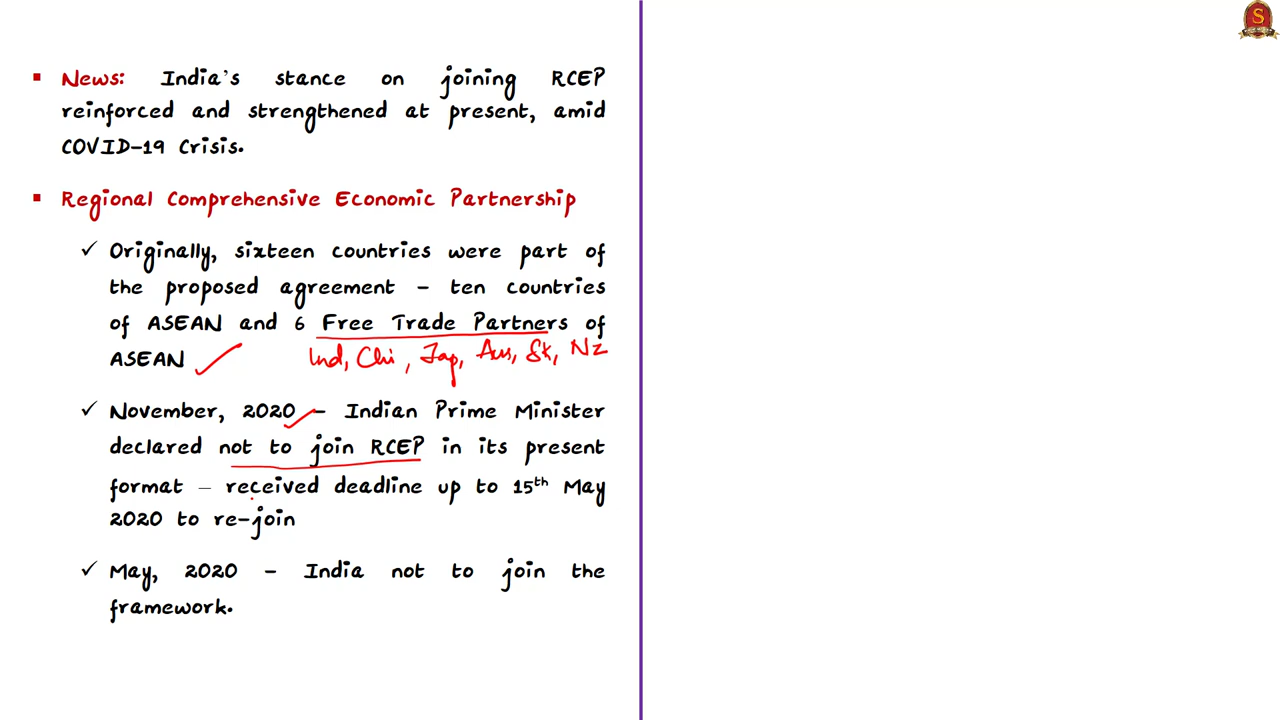 News: India's stance on joining RCEP
reinforced and strengthened at present, amid
COVID-19 Crisis.
Regional Comprehensive Economic Partnership
Originally, sixteen countries were part of
the proposed agreement – ten countries
of ASEAN and 6 Free Trade Partners of
ASEAN
Ind, Chi, Jap, Aus, Sk, Nz
November, 2020 – Indian Prime Minister
declared not to join RCEP in its present
format – received deadline up to 15th May
2020 to re-join
May, 2020 – India not to join the
framework.
S